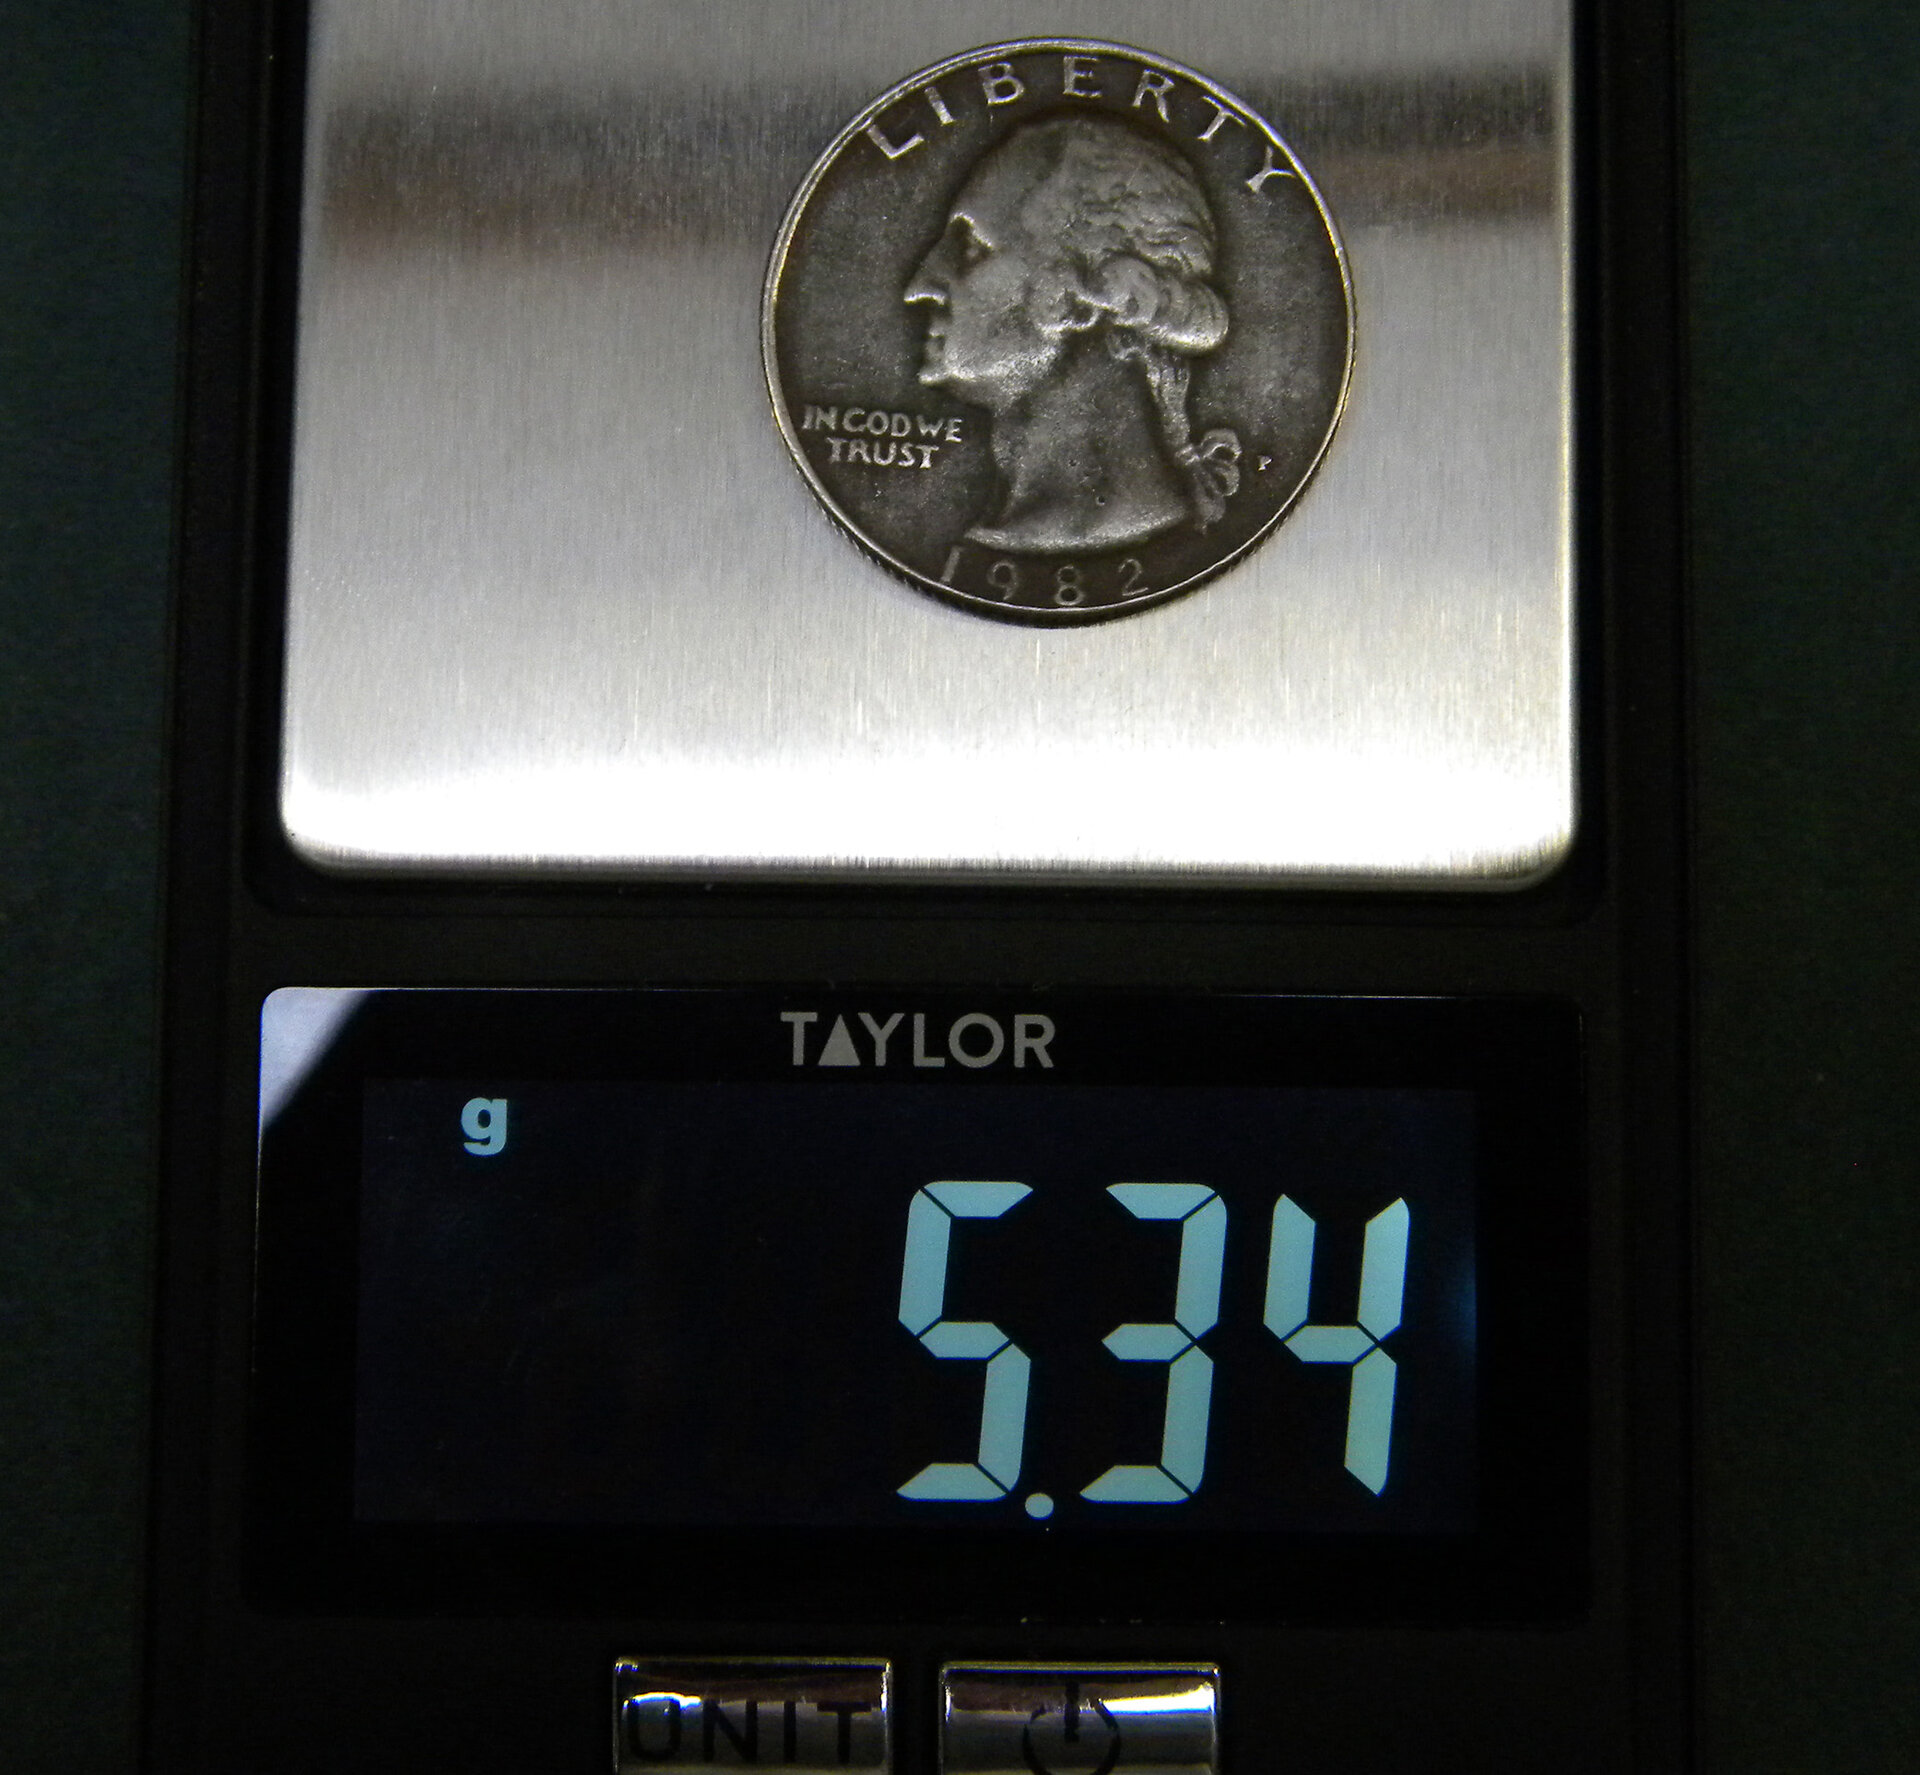 LIBERTY
IN GOD WE
TRUST
P
1982
TAYLOR
g
5.34
UNIT